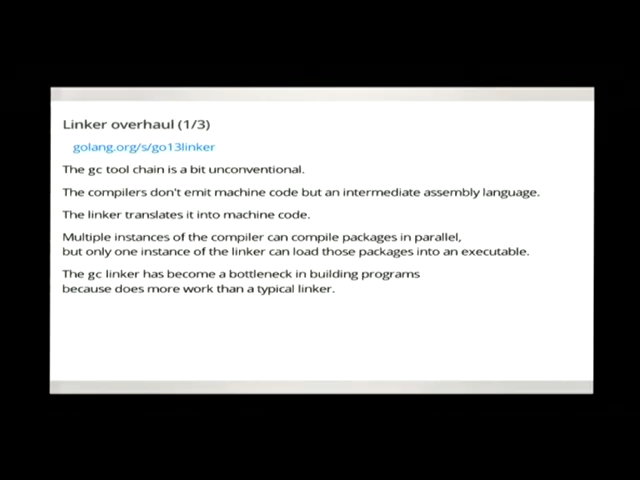 Linker overhaul (1/3)
golang.org/s/go13linker
The gc tool chain is a bit unconventional.
The compilers don't emit machine code but an intermediate assembly language.
The linker translates it into machine code.
Multiple instances of the compiler can compile packages in parallel,
but only one instance of the linker can load those packages into an executable.
The gc linker has become a bottleneck in building programs
because does more work than a typical linker.